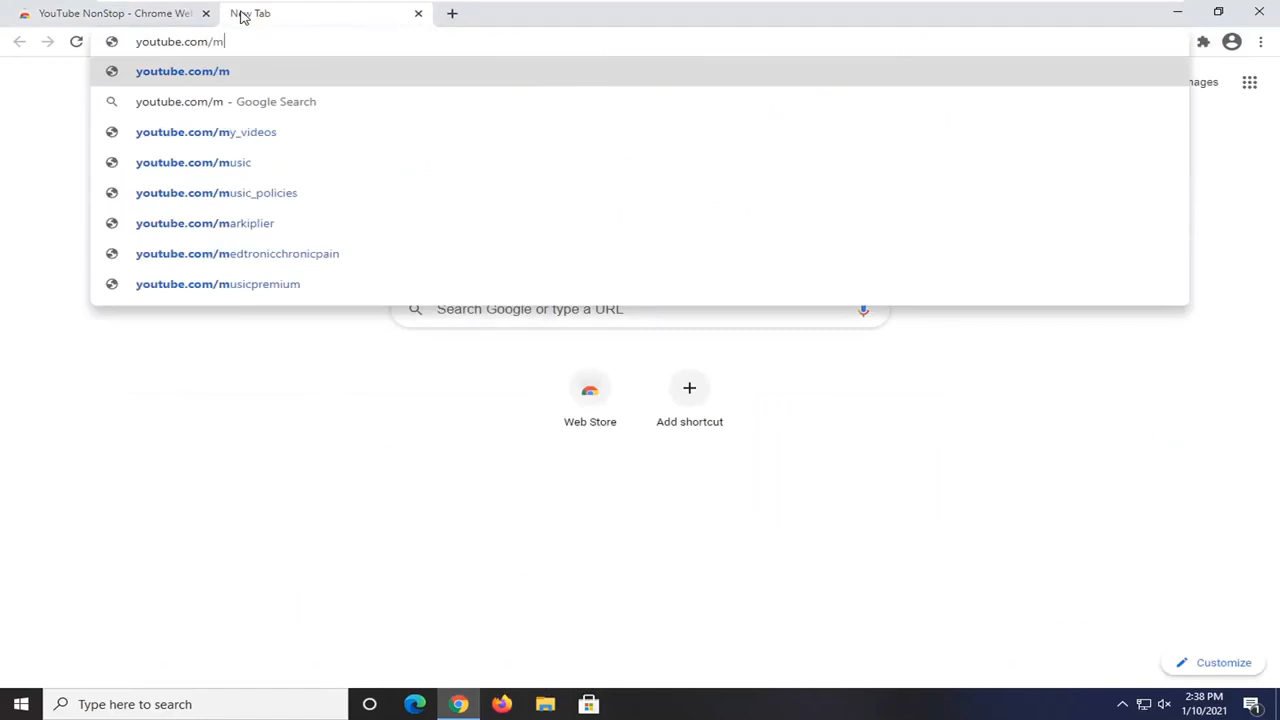 YouTube NonStop - Chrome Wel
New Tab
youtube.com/m
youtube.com/m
youtube.com/m - Google Search
youtube.com/my_videos
youtube.com/music
youtube.com/music_policies
youtube.com/markiplier
youtube.com/medtronicchronicpain
youtube.com/musicpremium
Search Google or type a URL
Web Store
Add shortcut
Customize
Type here to search
2:38 PM
1/10/2021
1